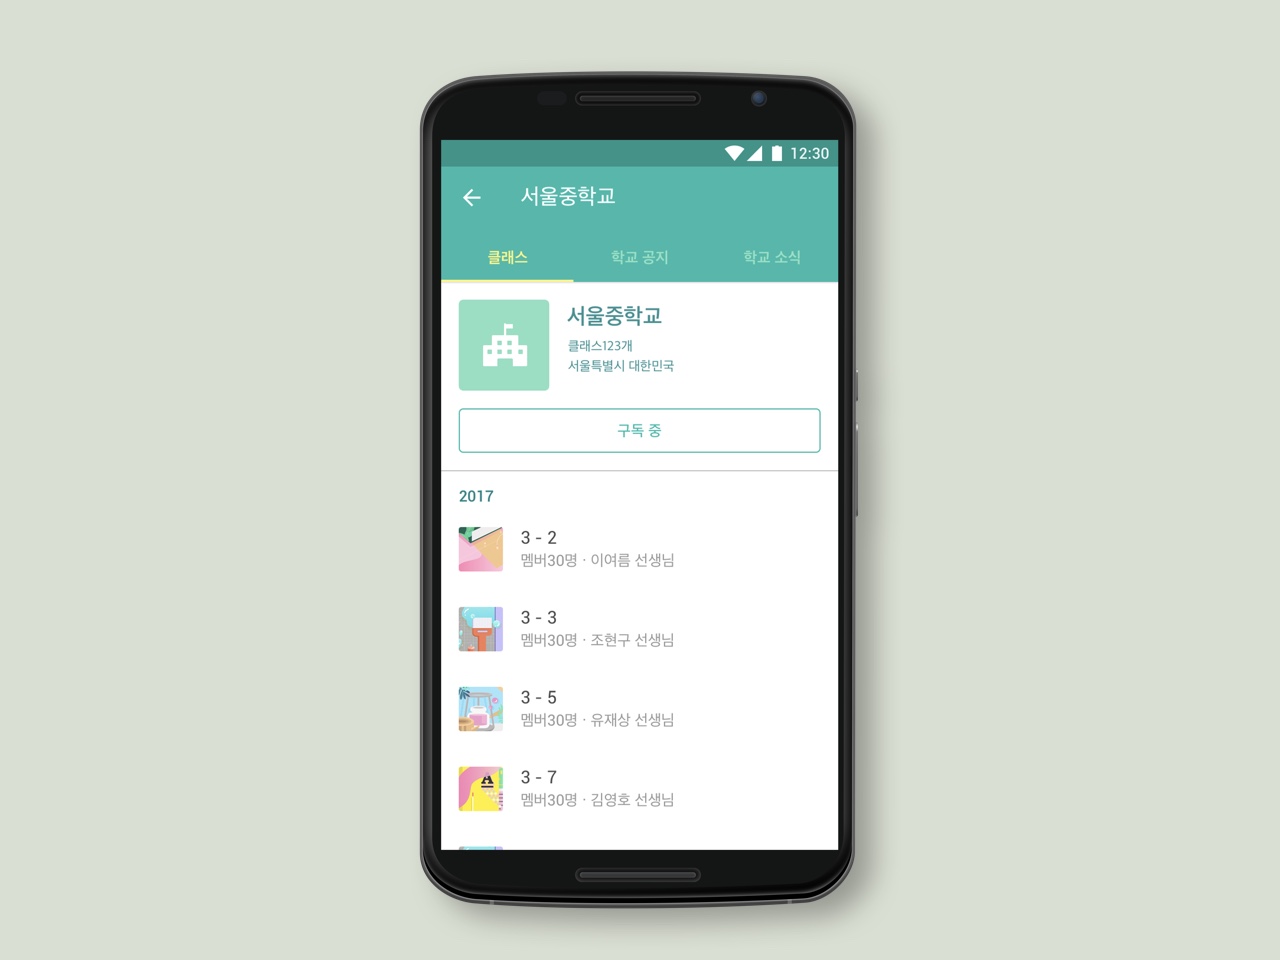 12:30
서울중학교
클래스 학교 공지 학교 소식
서울중학교
클래스123개
서울특별시 대한민국
구독 중
2017
3 - 2
멤버30명 · 이여름 선생님
3 - 3
멤버30명 · 조현구 선생님
3 - 5
멤버30명 · 유재상 선생님
A
3 - 7
멤버30명 · 김영호 선생님